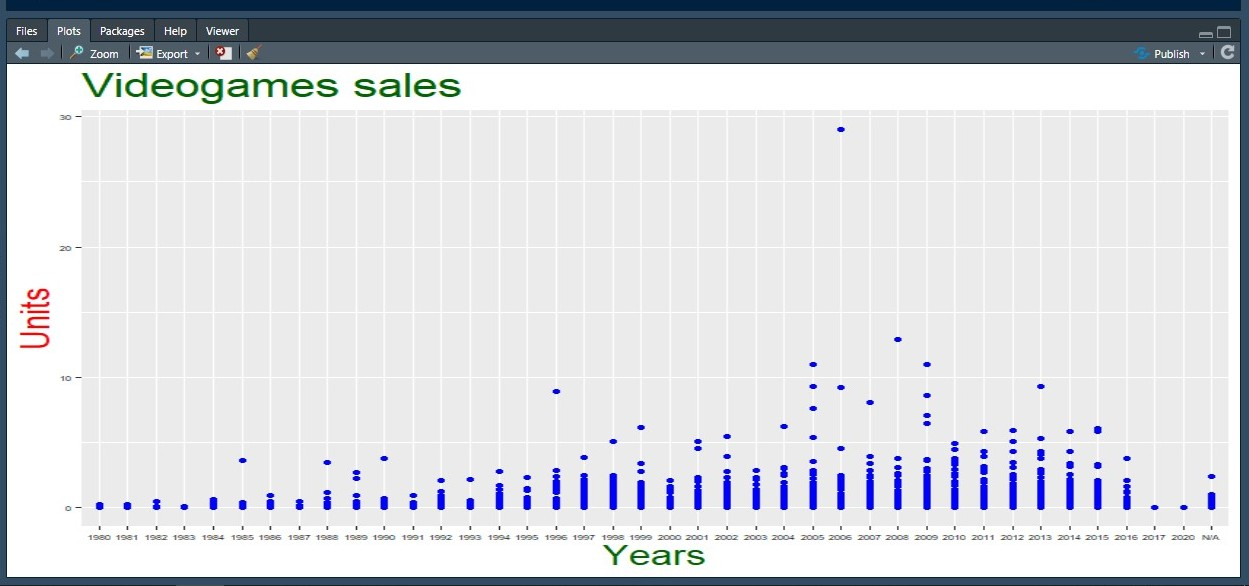 Files Plots Packages Help Viewer
Zoom Export Publish
Videogames sales
30
20
10
0
Units
1980 1981 1982 1983 1984 1985 1986 1987 1988 1989 1990 1991 1992 1993 1994 1995 1996 1997 1998 1999 2000 2001 2002 2003 2004 2005 2006 2007 2008 2009 2010 2011 2012 2013 2014 2015 2016 2017 2020 N/A
Years